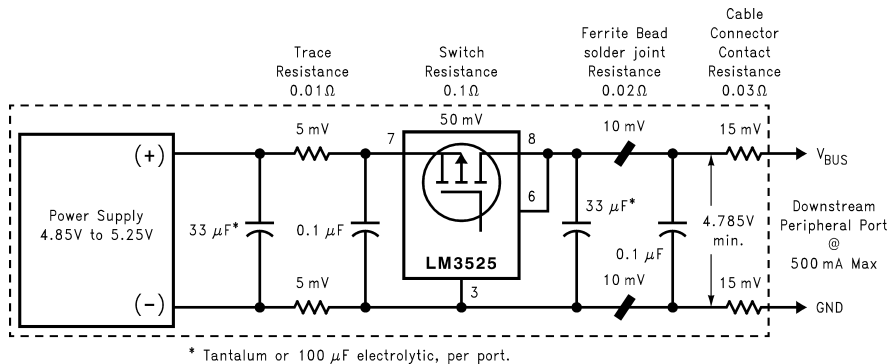 Cable
Connector
Contact
Resistance
0.03Ω
Ferrite Bead
solder joint
Resistance
0.02Ω
Trace
Resistance
0.01Ω
Switch
Resistance
0.1Ω
5 mV
50 mV
10 mV
15 mV
7
8
6
3
(+)
VBUS
Power Supply
4.85V to 5.25V
33 μF*
0.1 μF
LM3525
33 μF*
0.1 μF
4.785V
min.
Downstream
Peripheral Port
@
500 mA Max
5 mV
10 mV
15 mV
(-)
GND
* Tantalum or 100 μF electrolytic, per port.